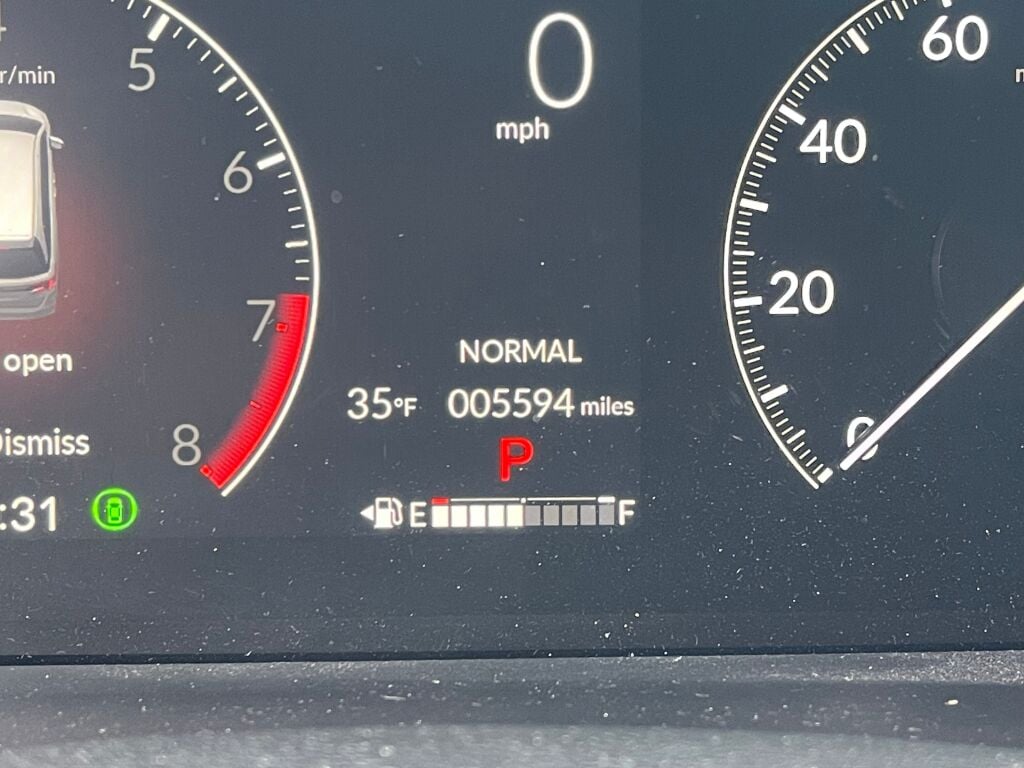 r/min
5
6
7
8
open
Dismiss
:31
0
mph
NORMAL
35°F 005594 miles
P
E F
60
40
20
0